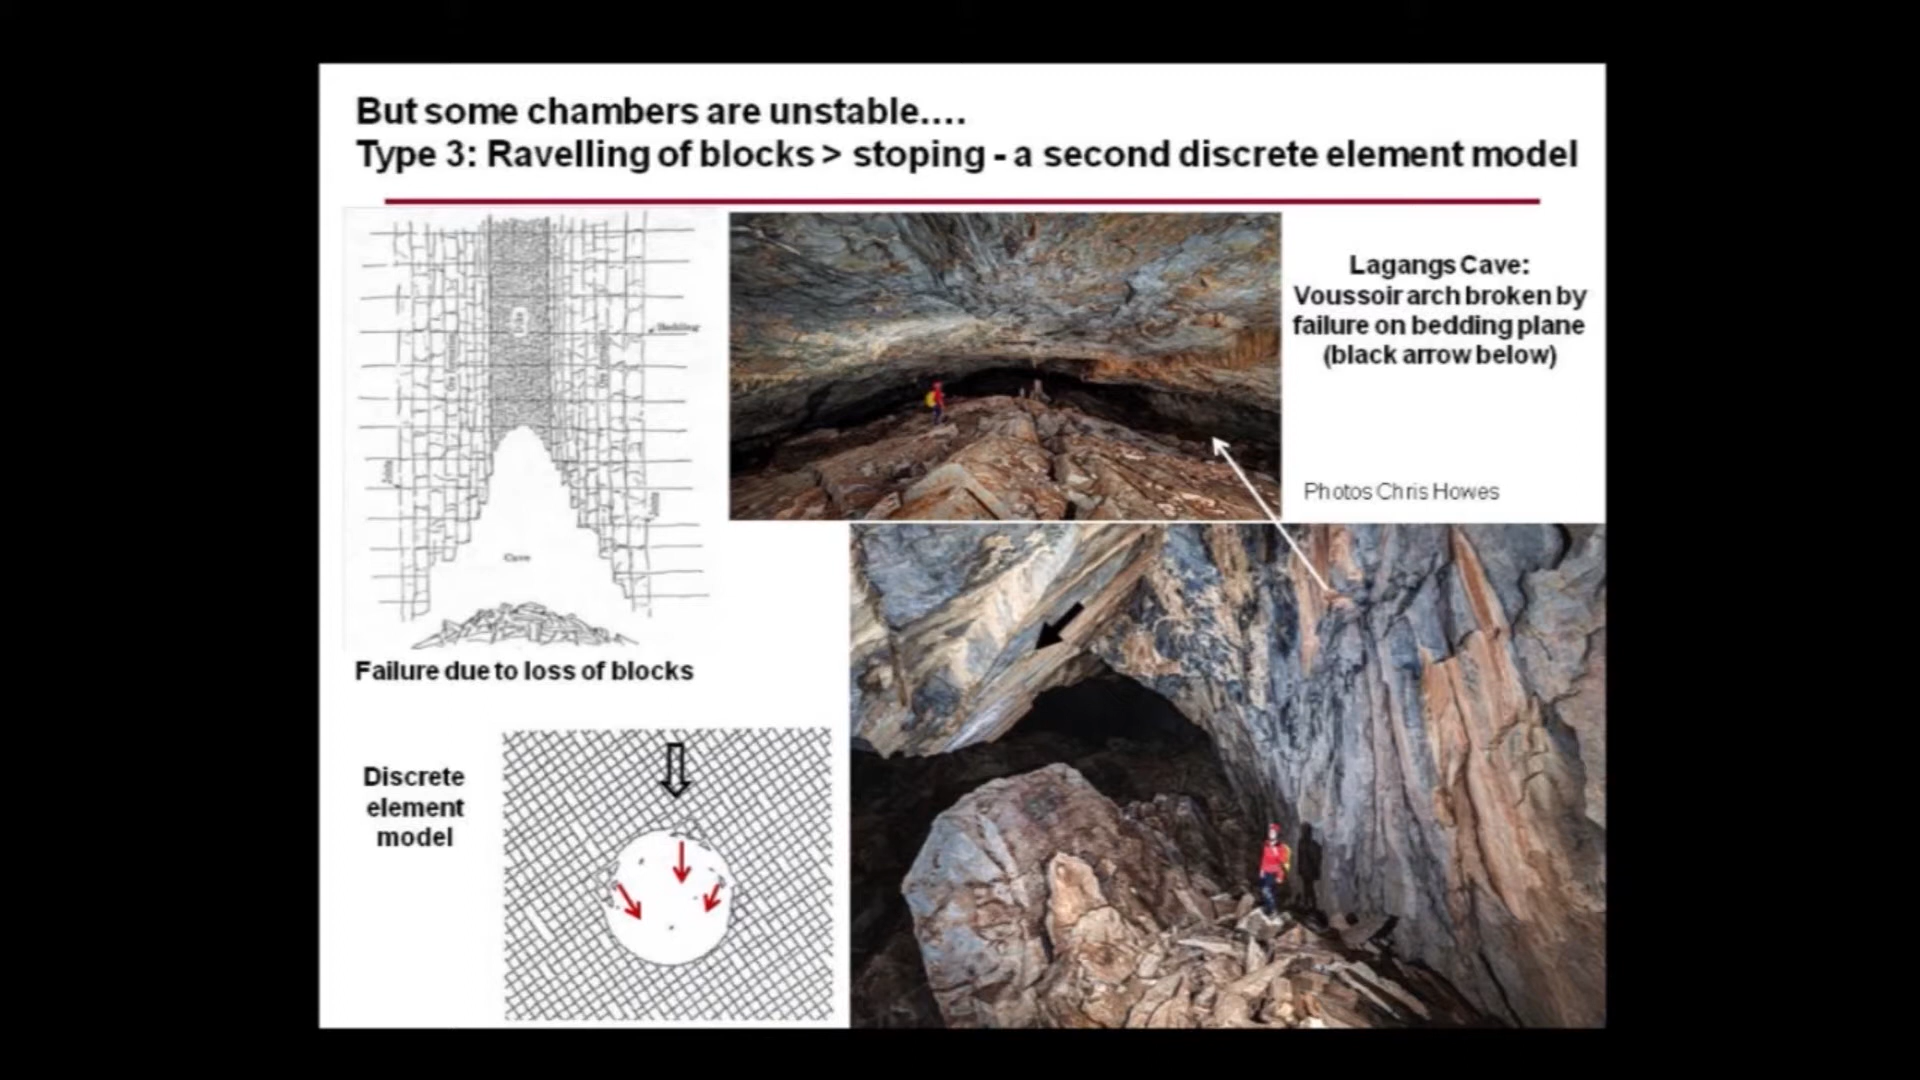 But some chambers are unstable....
Type 3: Ravelling of blocks > stoping - a second discrete element model
Lagangs Cave:
Voussoir arch broken by
failure on bedding plane
(black arrow below)
Photos Chris Howes
Bedding
Joints
Joints
Cave
Failure due to loss of blocks
Discrete
element
model